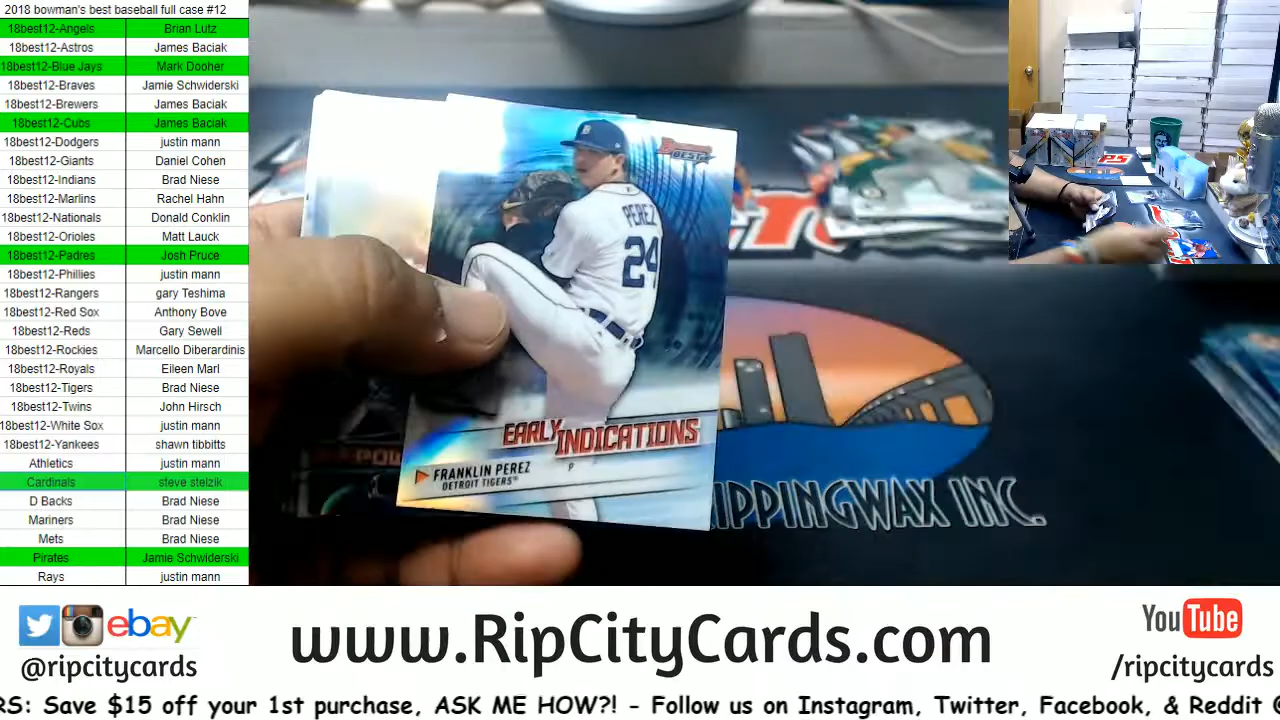 2018 bowman's best baseball full case #12
18best12-Angels Brian Lutz
18best12-Astros James Baciak
18best12-Blue Jays Mark Dooher
18best12-Braves Jamie Schwiderski
18best12-Brewers James Baciak
18best12-Cubs James Baciak
18best12-Dodgers justin mann
18best12-Giants Daniel Cohen
18best12-Indians Brad Niese
18best12-Marlins Rachel Hahn
18best12-Nationals Donald Conklin
18best12-Orioles Matt Lauck
18best12-Padres Josh Pruce
18best12-Phillies justin mann
18best12-Rangers gary Teshima
18best12-Red Sox Anthony Bove
18best12-Reds Gary Sewell
18best12-Rockies Marcello Diberardinis
18best12-Royals Eileen Marl
18best12-Tigers Brad Niese
18best12-Twins John Hirsch
18best12-White Sox justin mann
18best12-Yankees shawn tibbitts
Athletics justin mann
Cardinals steve stelzik
D Backs Brad Niese
Mariners Brad Niese
Mets Brad Niese
Pirates Jamie Schwiderski
Rays justin mann
Bowman's
BEST
PEREZ
24
EARLY INDICATIONS
FRANKLIN PEREZ P
DETROIT TIGERS
IPPINGWAX INC.
ebay
@ripcitycards
www.RipCityCards.com
YouTube
/ripcitycards
RS: Save $15 off your 1st purchase, ASK ME HOW?! - Follow us on Instagram, Twitter, Facebook, & Reddit